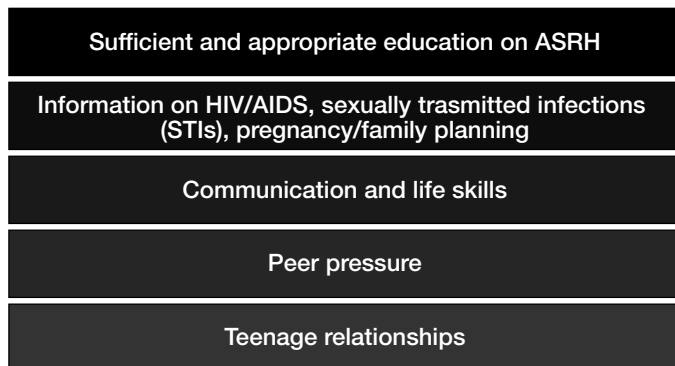 Sufficient and appropriate education on ASRH
Information on HIV/AIDS, sexually trasmitted infections
(STIs), pregnancy/family planning
Communication and life skills
Peer pressure
Teenage relationships